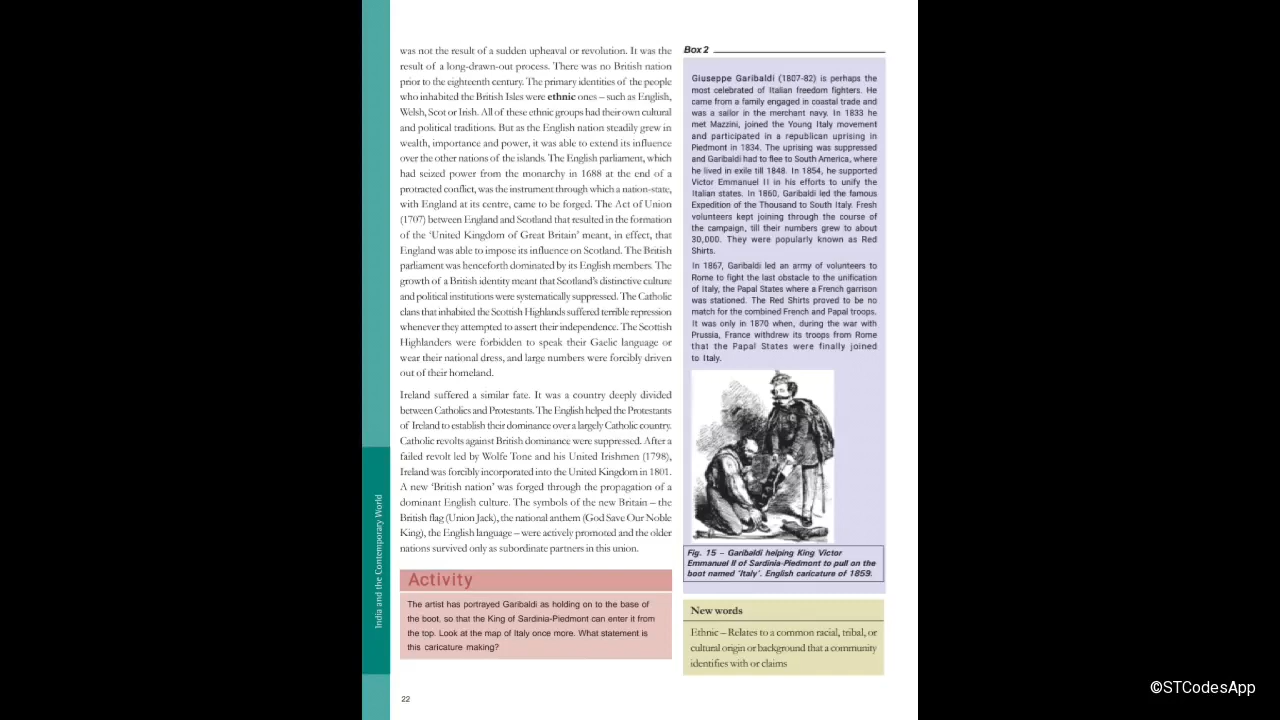 was not the result of a sudden upheaval or revolution. It was the
result of a long-drawn-out process. There was no British nation
prior to the eighteenth century. The primary identities of the people
who inhabited the British Isles were ethnic ones – such as English,
Welsh, Scot or Irish. All of these ethnic groups had their own cultural
and political traditions. But as the English nation steadily grew in
wealth, importance and power, it was able to extend its influence
over the other nations of the islands. The English parliament, which
had seized power from the monarchy in 1688 at the end of a
protracted conflict, was the instrument through which a nation-state,
with England at its centre, came to be forged. The Act of Union
(1707) between England and Scotland that resulted in the formation
of the ‘United Kingdom of Great Britain’ meant, in effect, that
England was able to impose its influence on Scotland. The British
parliament was henceforth dominated by its English members. The
growth of a British identity meant that Scotland’s distinctive culture
and political institutions were systematically suppressed. The Catholic
clans that inhabited the Scottish Highlands suffered terrible repression
whenever they attempted to assert their independence. The Scottish
Highlanders were forbidden to speak their Gaelic language or
wear their national dress, and large numbers were forcibly driven
out of their homeland.
Ireland suffered a similar fate. It was a country deeply divided
between Catholics and Protestants. The English helped the Protestants
of Ireland to establish their dominance over a largely Catholic country.
Catholic revolts against British dominance were suppressed. After a
failed revolt led by Wolfe Tone and his United Irishmen (1798),
Ireland was forcibly incorporated into the United Kingdom in 1801.
A new ‘British nation’ was forged through the propagation of a
dominant English culture. The symbols of the new Britain – the
British flag (Union Jack), the national anthem (God Save Our Noble
King), the English language – were actively promoted and the older
nations survived only as subordinate partners in this union.
Activity
The artist has portrayed Garibaldi as holding on to the base of
the boot, so that the King of Sardinia-Piedmont can enter it from
the top. Look at the map of Italy once more. What statement is
this caricature making?
22
India and the Contemporary World
Box 2
Giuseppe Garibaldi (1807-82) is perhaps the
most celebrated of Italian freedom fighters. He
came from a family engaged in coastal trade and
was a sailor in the merchant navy. In 1833 he
met Mazzini, joined the Young Italy movement
and participated in a republican uprising in
Piedmont in 1834. The uprising was suppressed
and Garibaldi had to flee to South America, where
he lived in exile till 1848. In 1854, he supported
Victor Emmanuel II in his efforts to unify the
Italian states. In 1860, Garibaldi led the famous
Expedition of the Thousand to South Italy. Fresh
volunteers kept joining through the course of
the campaign, till their numbers grew to about
30,000. They were popularly known as Red
Shirts.
In 1867, Garibaldi led an army of volunteers to
Rome to fight the last obstacle to the unification
of Italy, the Papal States where a French garrison
was stationed. The Red Shirts proved to be no
match for the combined French and Papal troops.
It was only in 1870 when, during the war with
Prussia, France withdrew its troops from Rome
that the Papal States were finally joined
to Italy.
Fig. 15 – Garibaldi helping King Victor
Emmanuel II of Sardinia-Piedmont to pull on the
boot named ‘Italy’. English caricature of 1859.
New words
Ethnic – Relates to a common racial, tribal, or
cultural origin or background that a community
identifies with or claims
©STCodesApp